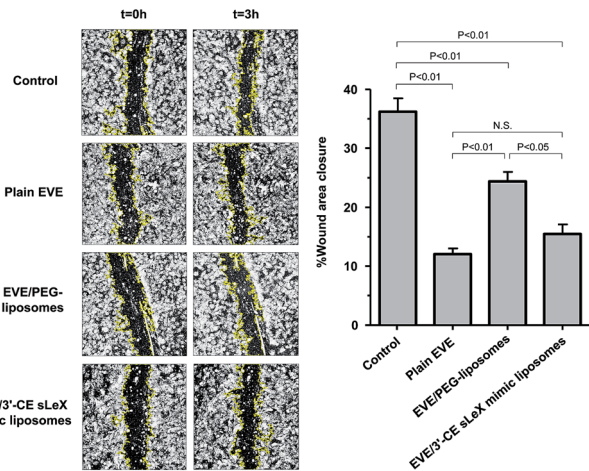 t=0h t=3h
Control
Plain EVE
EVE/PEG-
liposomes
/3'-CE sLeX
c liposomes
P<0.01
P<0.01
P<0.01
N.S.
P<0.01 P<0.05
%Wound area closure
40
30
20
10
0
Control
Plain EVE
EVE/PEG-liposomes
EVE/3'-CE sLeX mimic liposomes